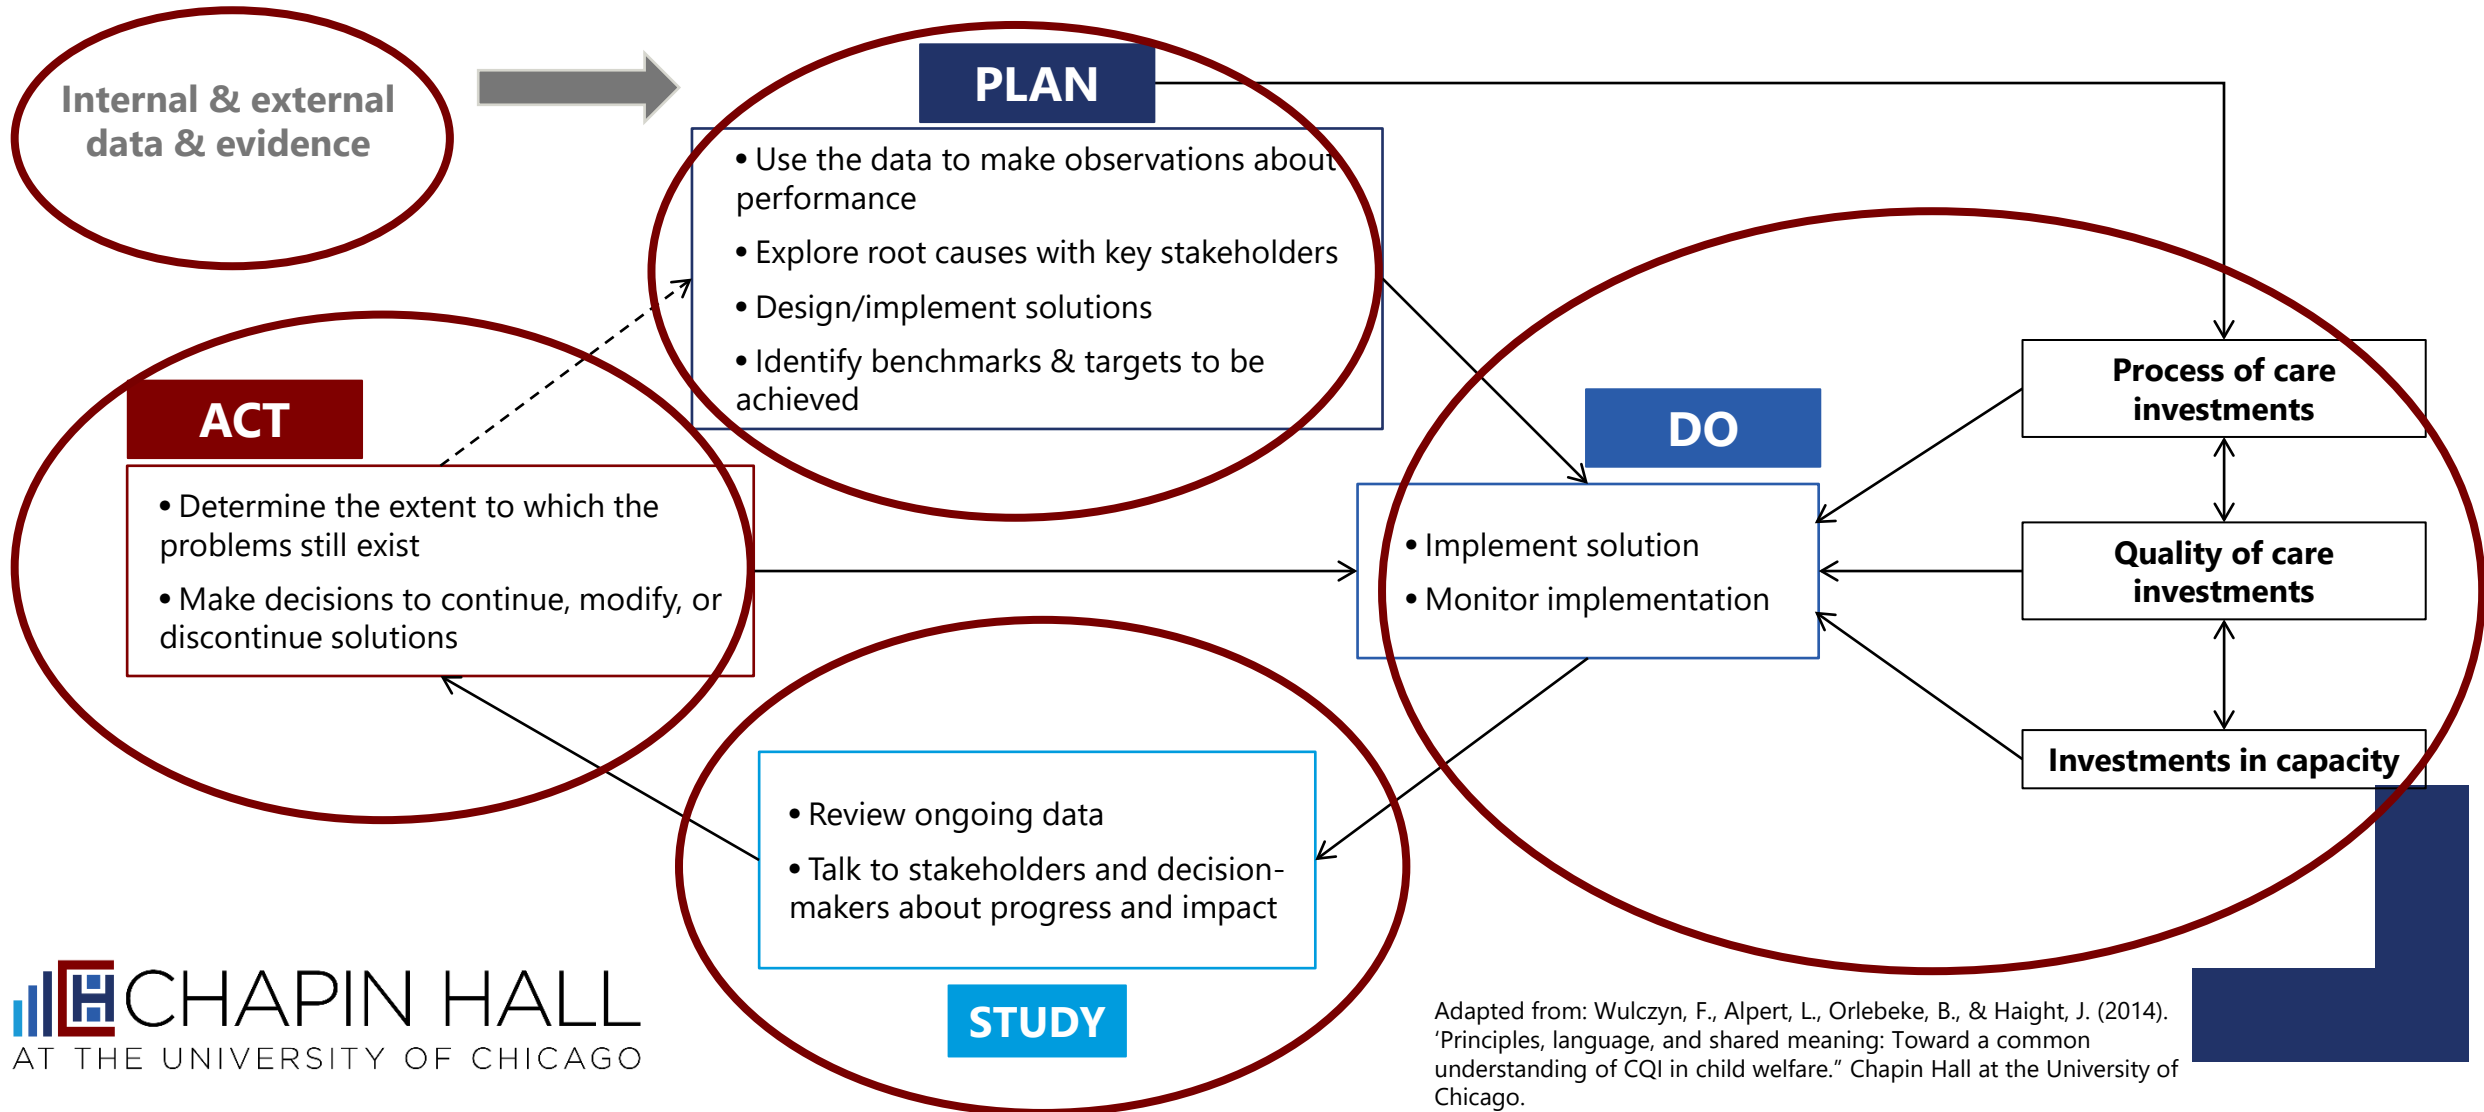 Internal & external
data & evidence
PLAN
• Use the data to make observations about
performance
• Explore root causes with key stakeholders
• Design/implement solutions
• Identify benchmarks & targets to be
achieved
ACT
• Determine the extent to which the
problems still exist
• Make decisions to continue, modify, or
discontinue solutions
DO
• Implement solution
• Monitor implementation
Process of care
investments
Quality of care
investments
Investments in capacity
• Review ongoing data
• Talk to stakeholders and decision-
makers about progress and impact
STUDY
CHAPIN HALL
AT THE UNIVERSITY OF CHICAGO
Adapted from: Wulczyn, F., Alpert, L., Orlebeke, B., & Haight, J. (2014).
‘Principles, language, and shared meaning: Toward a common
understanding of CQI in child welfare.” Chapin Hall at the University of
Chicago.